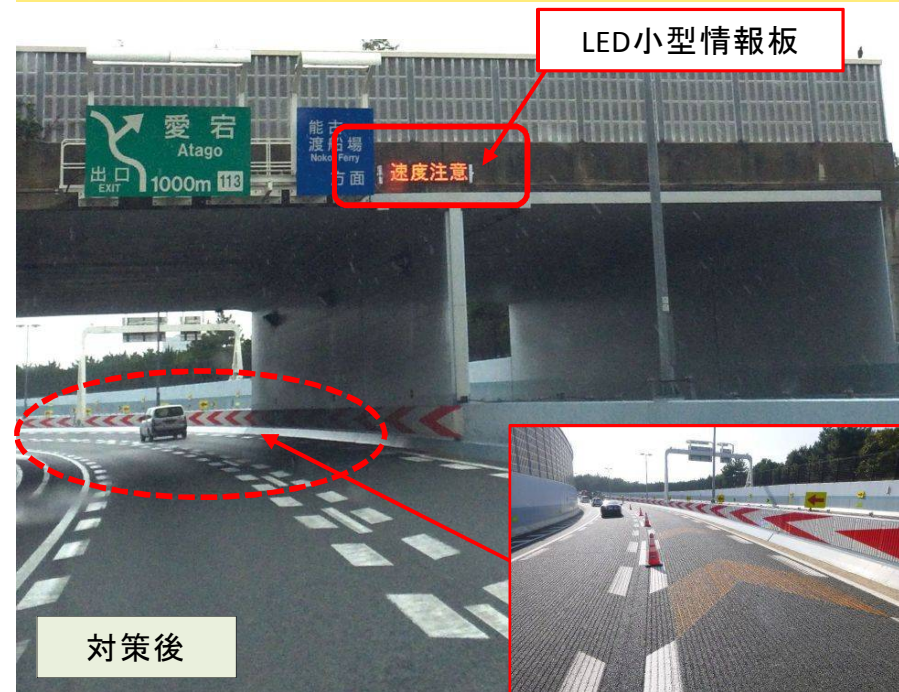 LED小型情報板
愛宕
Atago
出口
EXIT
1000m 113
能古
渡船場
Noko Ferry
方面
速度注意
対策後